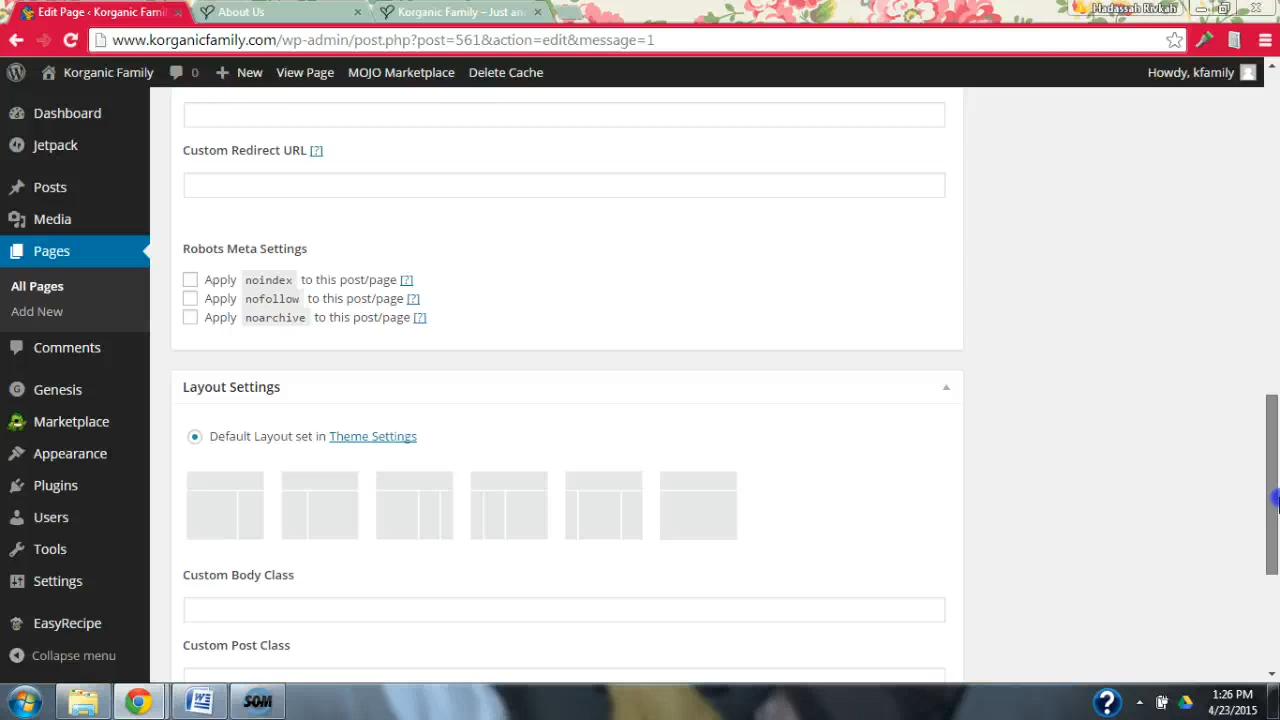 Edit Page ‹ Korganic Fami
About Us
Korganic Family – Just an
Hadassah Rivkah
www.korganicfamily.com/wp-admin/post.php?post=561&action=edit&message=1
Korganic Family 0 New View Page MOJO Marketplace Delete Cache Howdy, kfamily
Dashboard
Jetpack
Posts
Media
Pages
All Pages
Add New
Comments
Genesis
Marketplace
Appearance
Plugins
Users
Tools
Settings
EasyRecipe
Collapse menu
Custom Redirect URL [?]
Robots Meta Settings
Apply noindex to this post/page [?]
Apply nofollow to this post/page [?]
Apply noarchive to this post/page [?]
Layout Settings
Default Layout set in Theme Settings
Custom Body Class
Custom Post Class
SOM
1:26 PM
4/23/2015